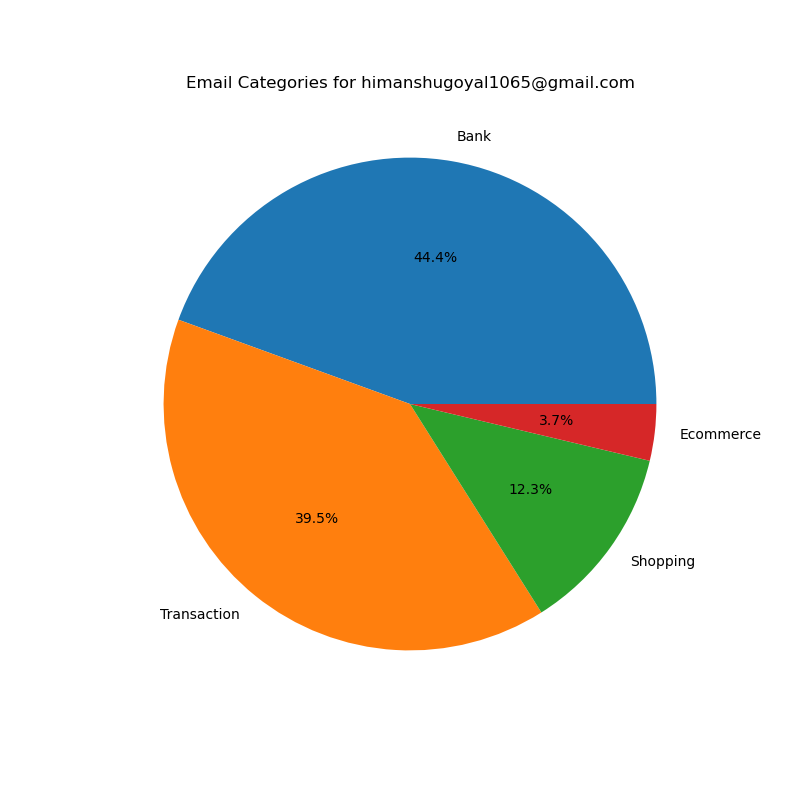 Email Categories for himanshugoyal1065@gmail.com
Bank
44.4%
3.7%
Ecommerce
12.3%
39.5%
Shopping
Transaction